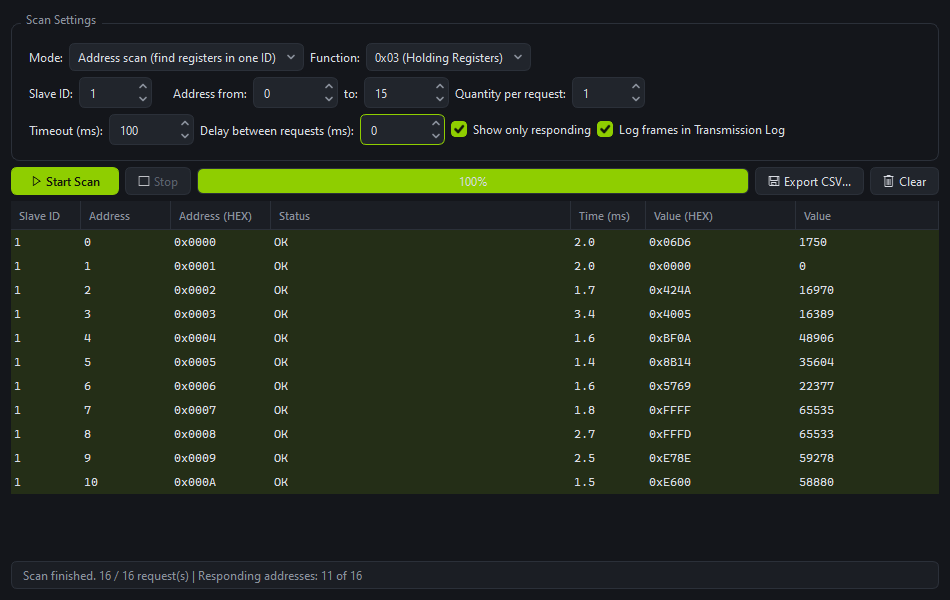 Scan Settings
Mode: Address scan (find registers in one ID) Function: 0x03 (Holding Registers)
Slave ID: 1 Address from: 0 to: 15 Quantity per request: 1
Timeout (ms): 100 Delay between requests (ms): 0 Show only responding Log frames in Transmission Log
Start Scan Stop 100% Export CSV... Clear
Slave ID Address Address (HEX) Status Time (ms) Value (HEX) Value
1 0 0x0000 OK 2.0 0x06D6 1750
1 1 0x0001 OK 2.0 0x0000 0
1 2 0x0002 OK 1.7 0x424A 16970
1 3 0x0003 OK 3.4 0x4005 16389
1 4 0x0004 OK 1.6 0xBF0A 48906
1 5 0x0005 OK 1.4 0x8B14 35604
1 6 0x0006 OK 1.6 0x5769 22377
1 7 0x0007 OK 1.8 0xFFFF 65535
1 8 0x0008 OK 2.7 0xFFFD 65533
1 9 0x0009 OK 2.5 0xE78E 59278
1 10 0x000A OK 1.5 0xE600 58880
Scan finished. 16 / 16 request(s) | Responding addresses: 11 of 16